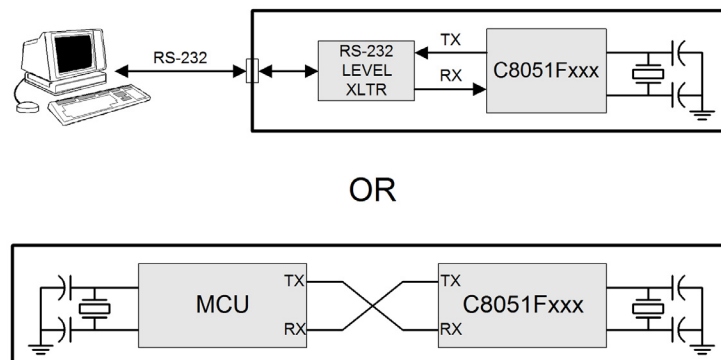 RS-232
RS-232
LEVEL
XLTR
TX
RX
C8051Fxxx
OR
MCU
TX
RX
TX
RX
C8051Fxxx